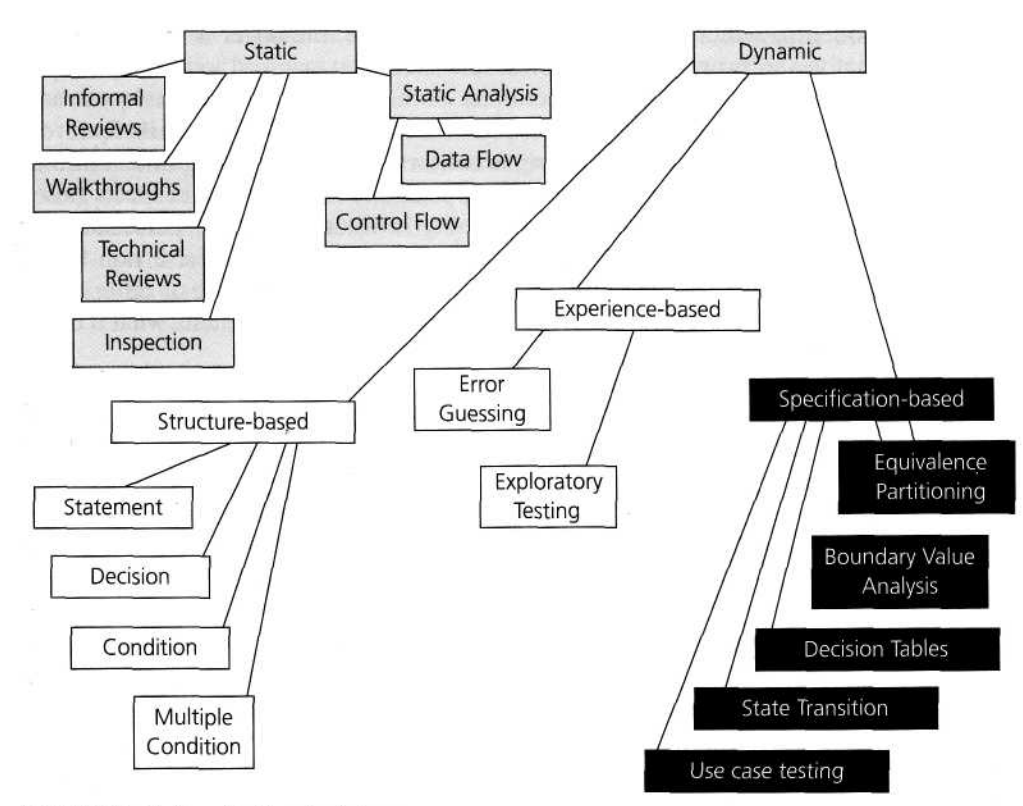 Static
Dynamic
Informal
Reviews
Static Analysis
Data Flow
Walkthroughs
Control Flow
Technical
Reviews
Inspection
Experience-based
Error
Guessing
Specification-based
Structure-based
Equivalence
Partitioning
Exploratory
Testing
Statement
Boundary Value
Analysis
Decision
Decision Tables
Condition
State Transition
Multiple
Condition
Use case testing